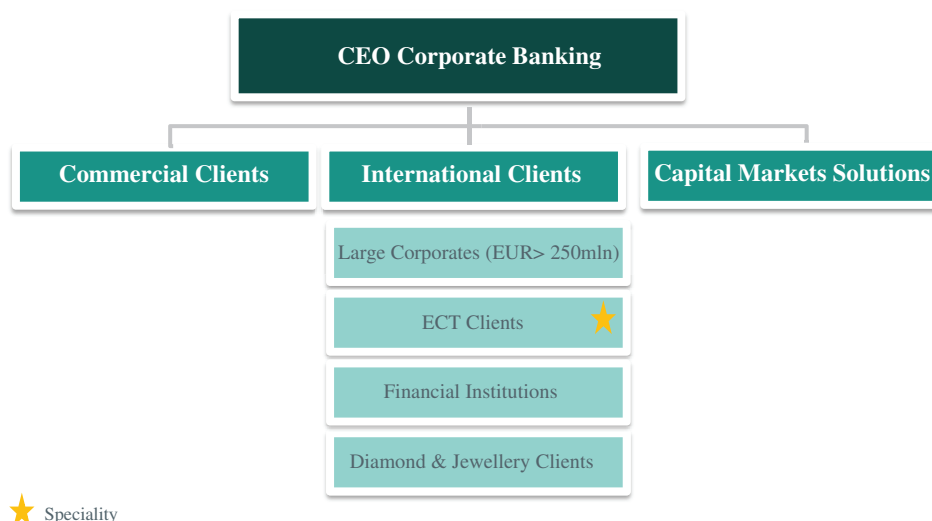 CEO Corporate Banking
Commercial Clients
International Clients
Capital Markets Solutions
Large Corporates (EUR> 250mln)
ECT Clients
Financial Institutions
Diamond & Jewellery Clients
Speciality